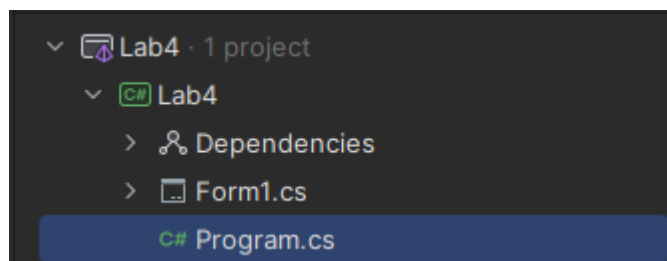 Lab4 · 1 project
C# Lab4
Dependencies
Form1.cs
C# Program.cs